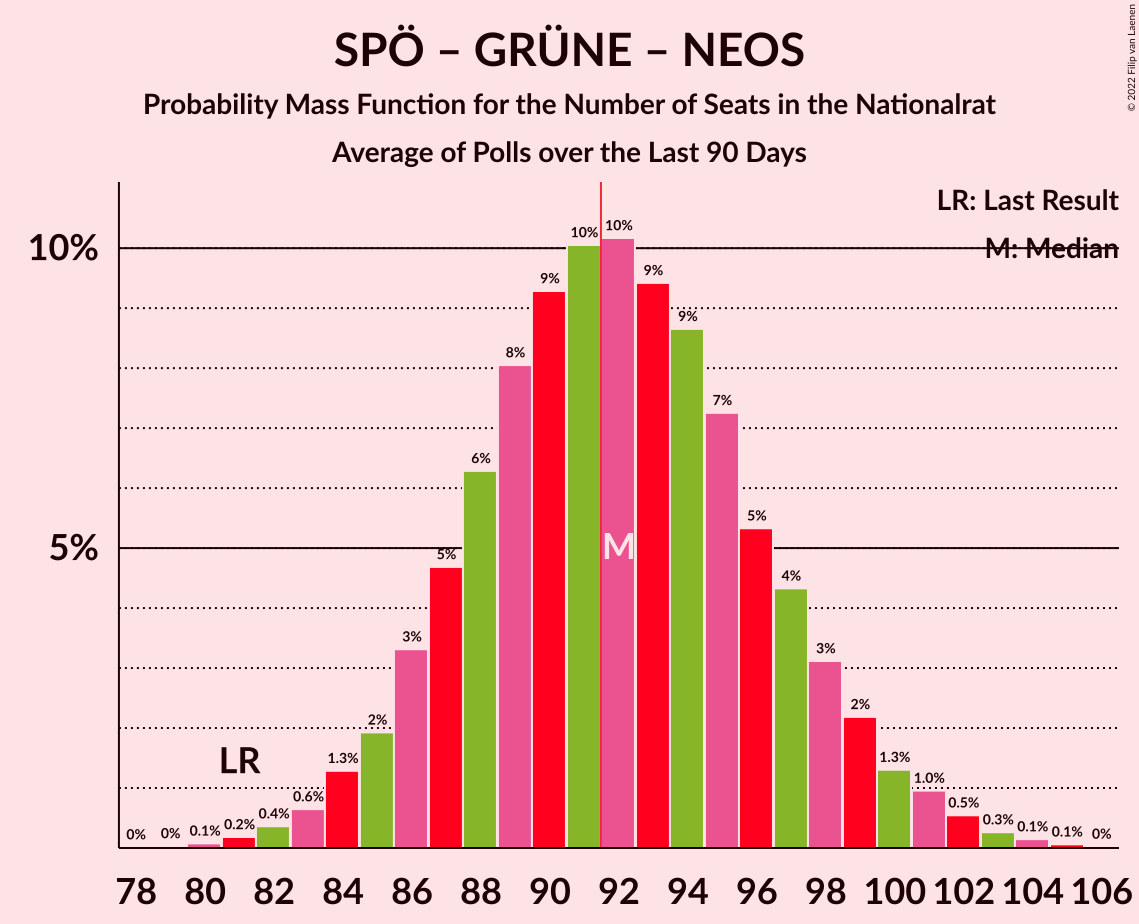 SPÖ – GRÜNE – NEOS
Probability Mass Function for the Number of Seats in the Nationalrat
Average of Polls over the Last 90 Days
© 2022 Filip van Laenen
LR: Last Result
M: Median
10%
5%
0% 0% 0.1% 0.2% 0.4% 0.6% 1.3% 2% 3% 5% 6% 8% 9% 10% 10% 9% 9% 7% 5% 4% 3% 2% 1.3% 1.0% 0.5% 0.3% 0.1% 0.1% 0%
M
LR
78 80 82 84 86 88 90 92 94 96 98 100 102 104 106